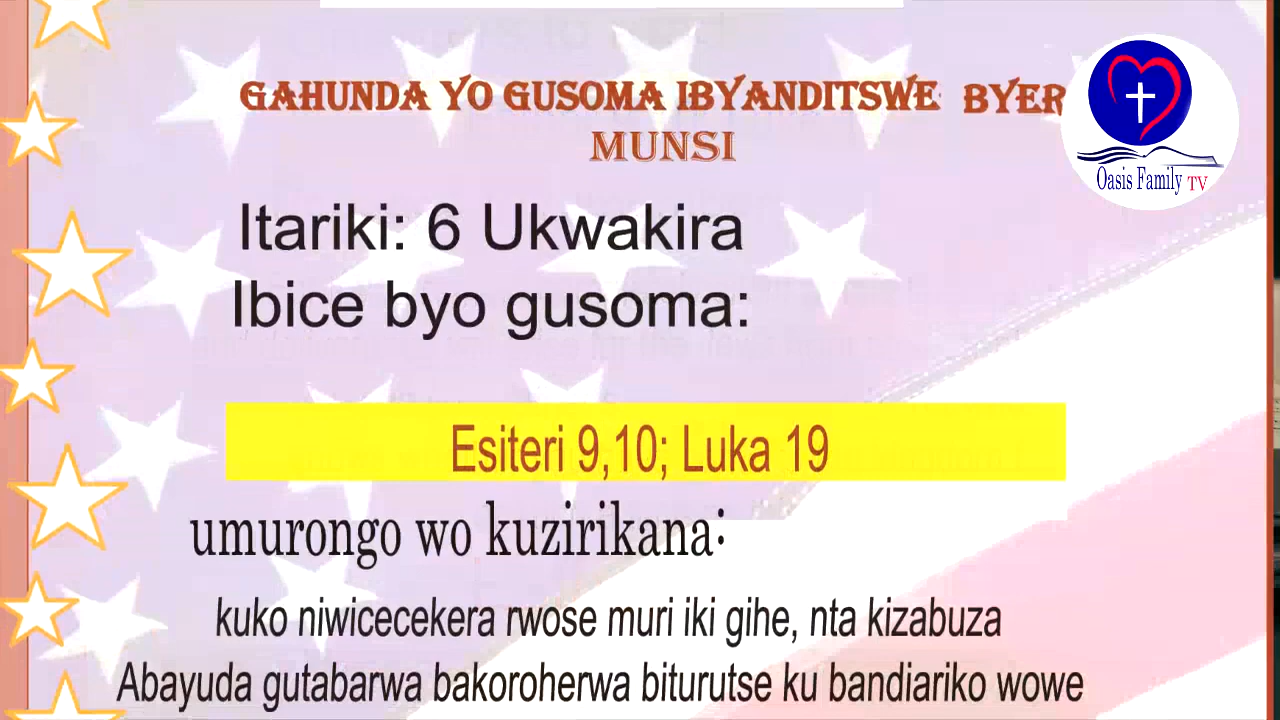 GAHUNDA YO GUSOMA IBYANDITSWE BYER
MUNSI
Oasis Family TV
Itariki: 6 Ukwakira
Ibice byo gusoma:
Esiteri 9,10; Luka 19
umurongo wo kuzirikana:
kuko niwicecekera rwose muri iki gihe, nta kizabuza
Abayuda gutabarwa bakoroherwa biturutse ku bandiariko wowe